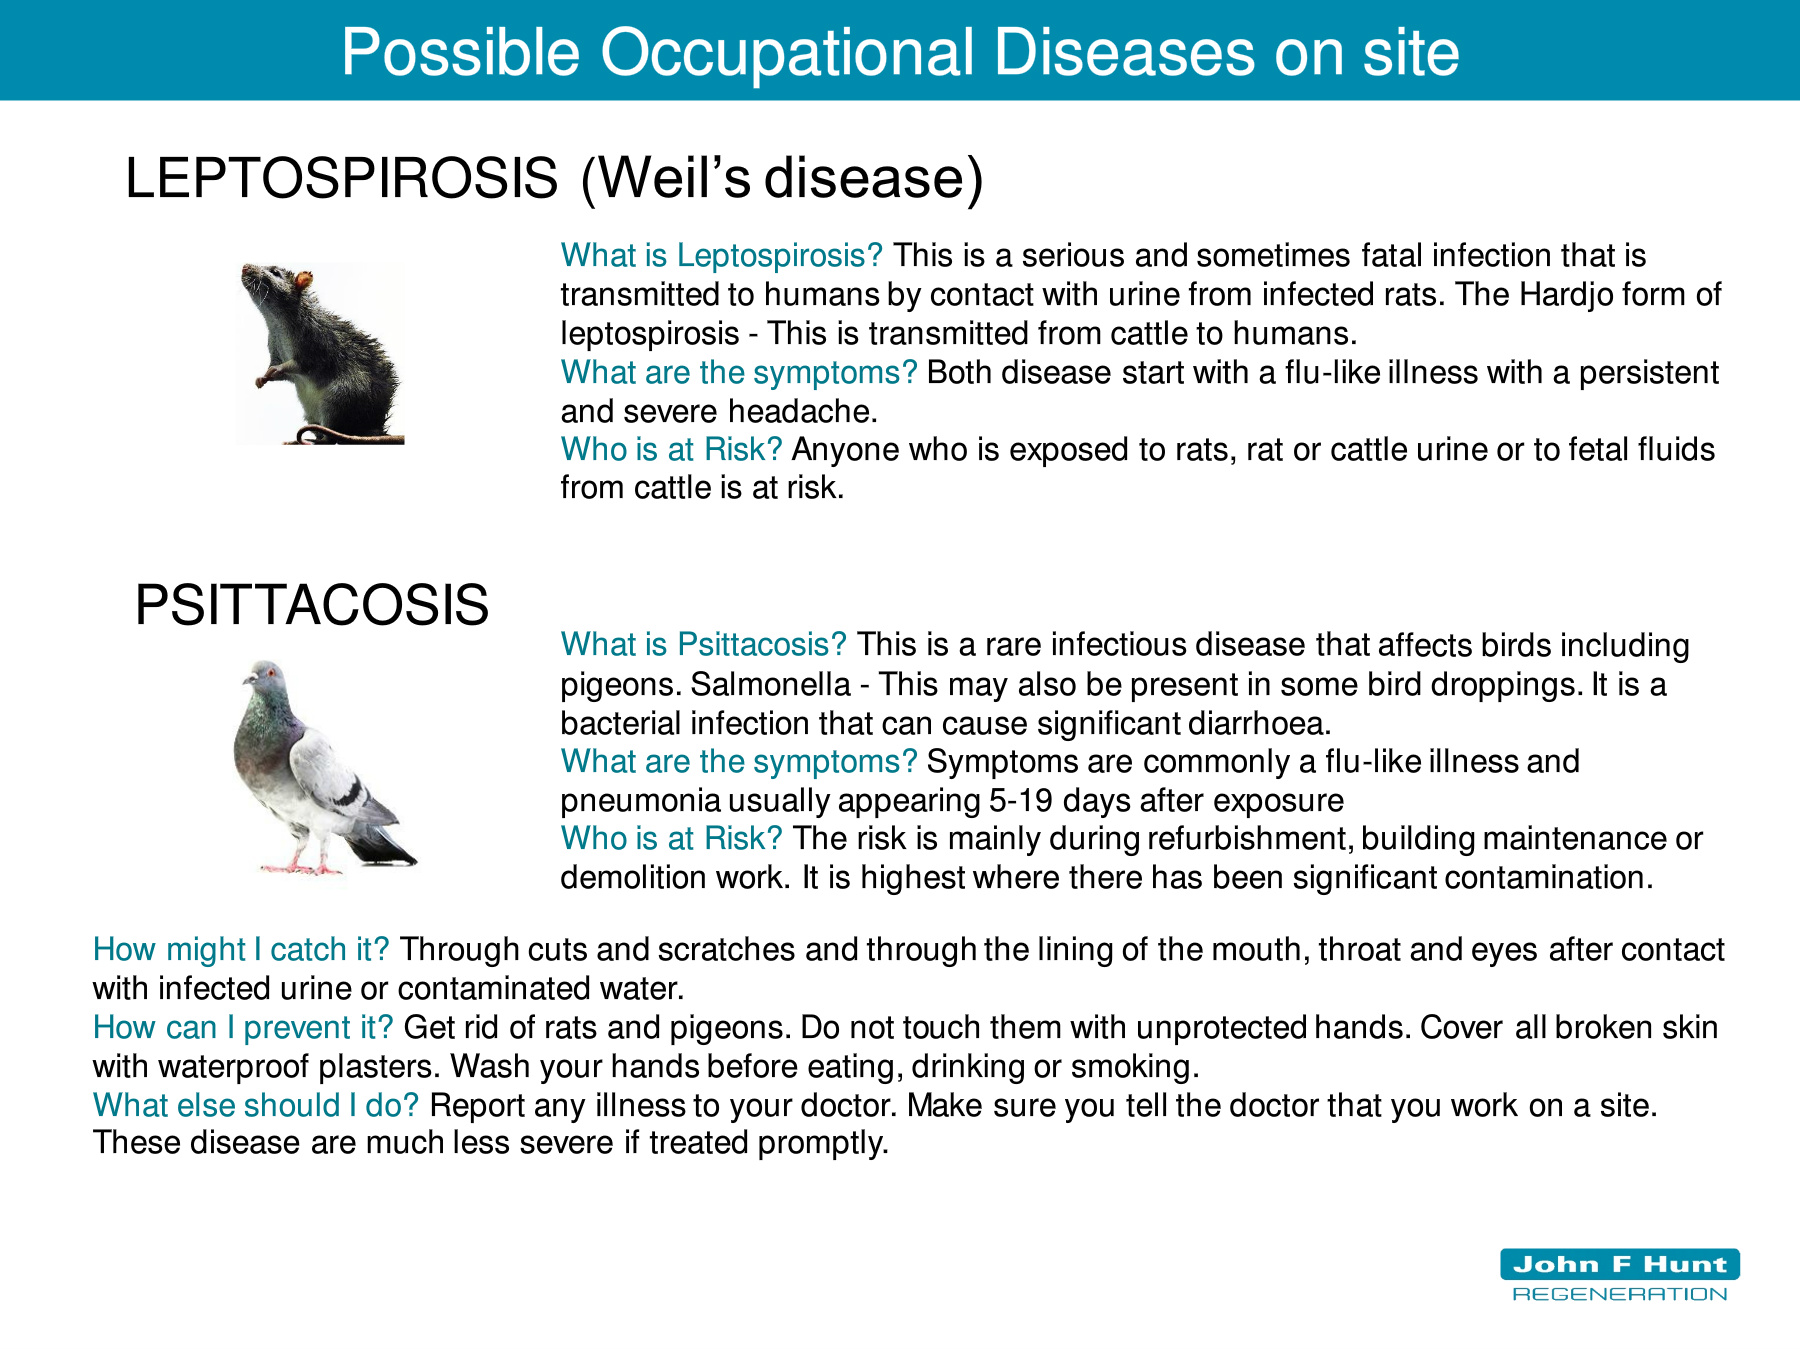 Possible Occupational Diseases on site
LEPTOSPIROSIS (Weil’s disease)
What is Leptospirosis? This is a serious and sometimes fatal infection that is
transmitted to humans by contact with urine from infected rats. The Hardjo form of
leptospirosis - This is transmitted from cattle to humans.
What are the symptoms? Both disease start with a flu-like illness with a persistent
and severe headache.
Who is at Risk? Anyone who is exposed to rats, rat or cattle urine or to fetal fluids
from cattle is at risk.
PSITTACOSIS
What is Psittacosis? This is a rare infectious disease that affects birds including
pigeons. Salmonella - This may also be present in some bird droppings. It is a
bacterial infection that can cause significant diarrhoea.
What are the symptoms? Symptoms are commonly a flu-like illness and
pneumonia usually appearing 5-19 days after exposure
Who is at Risk? The risk is mainly during refurbishment, building maintenance or
demolition work. It is highest where there has been significant contamination.
How might I catch it? Through cuts and scratches and through the lining of the mouth, throat and eyes after contact
with infected urine or contaminated water.
How can I prevent it? Get rid of rats and pigeons. Do not touch them with unprotected hands. Cover all broken skin
with waterproof plasters. Wash your hands before eating, drinking or smoking.
What else should I do? Report any illness to your doctor. Make sure you tell the doctor that you work on a site.
These disease are much less severe if treated promptly.
John F Hunt
REGENERATION